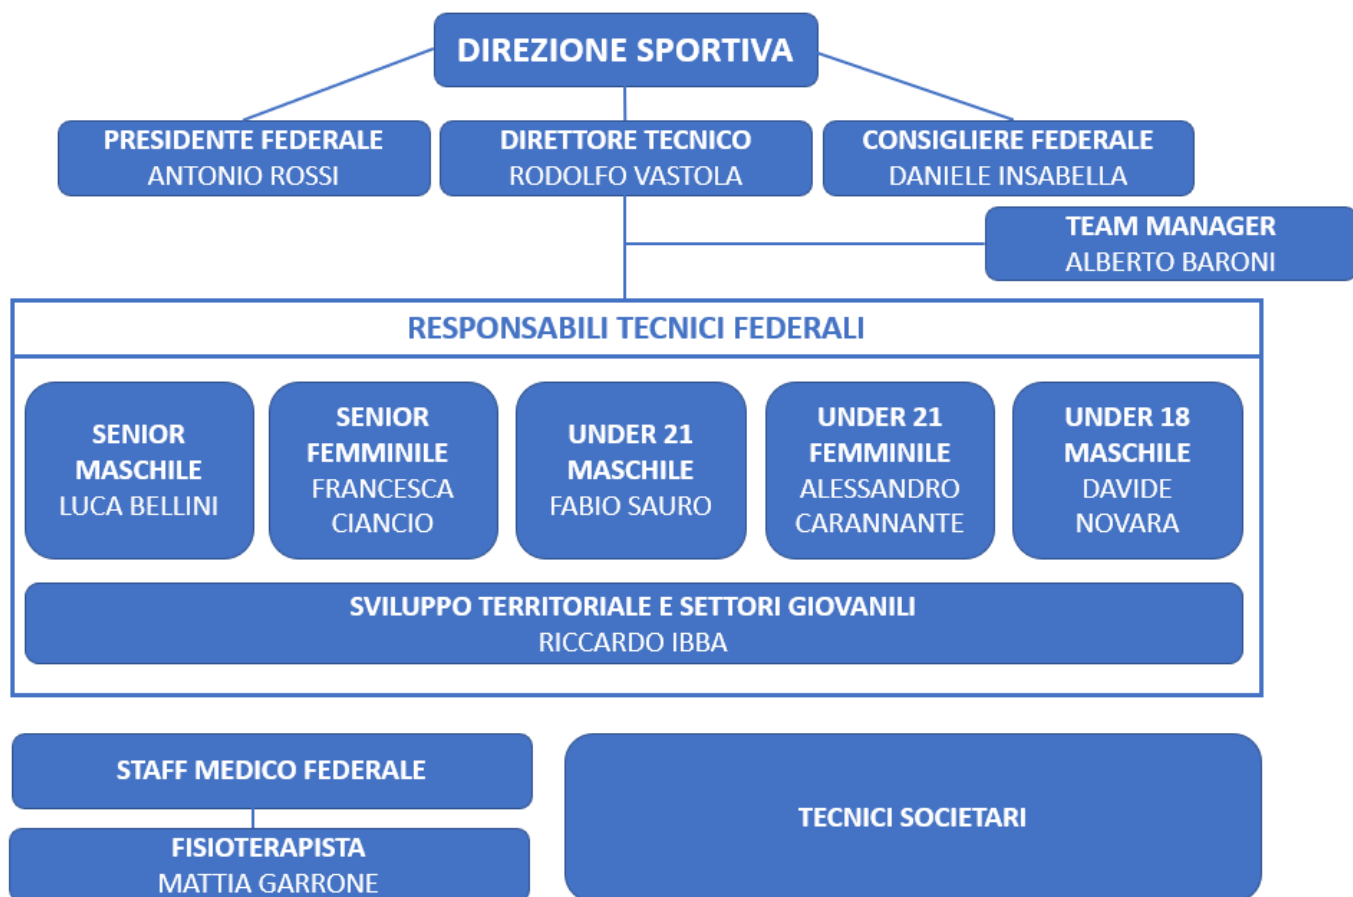 DIREZIONE SPORTIVA
PRESIDENTE FEDERALE
ANTONIO ROSSI
DIRETTORE TECNICO
RODOLFO VASTOLA
CONSIGLIERE FEDERALE
DANIELE INSABELLA
TEAM MANAGER
ALBERTO BARONI
RESPONSABILI TECNICI FEDERALI
SENIOR
MASCHILE
LUCA BELLINI
SENIOR
FEMMINILE
FRANCESCA
CIANCIO
UNDER 21
MASCHILE
FABIO SAURO
UNDER 21
FEMMINILE
ALESSANDRO
CARANNANTE
UNDER 18
MASCHILE
DAVIDE
NOVARA
SVILUPPO TERRITORIALE E SETTORI GIOVANILI
RICCARDO IBBA
STAFF MEDICO FEDERALE
FISIOTERAPISTA
MATTIA GARRONE
TECNICI SOCIETARI